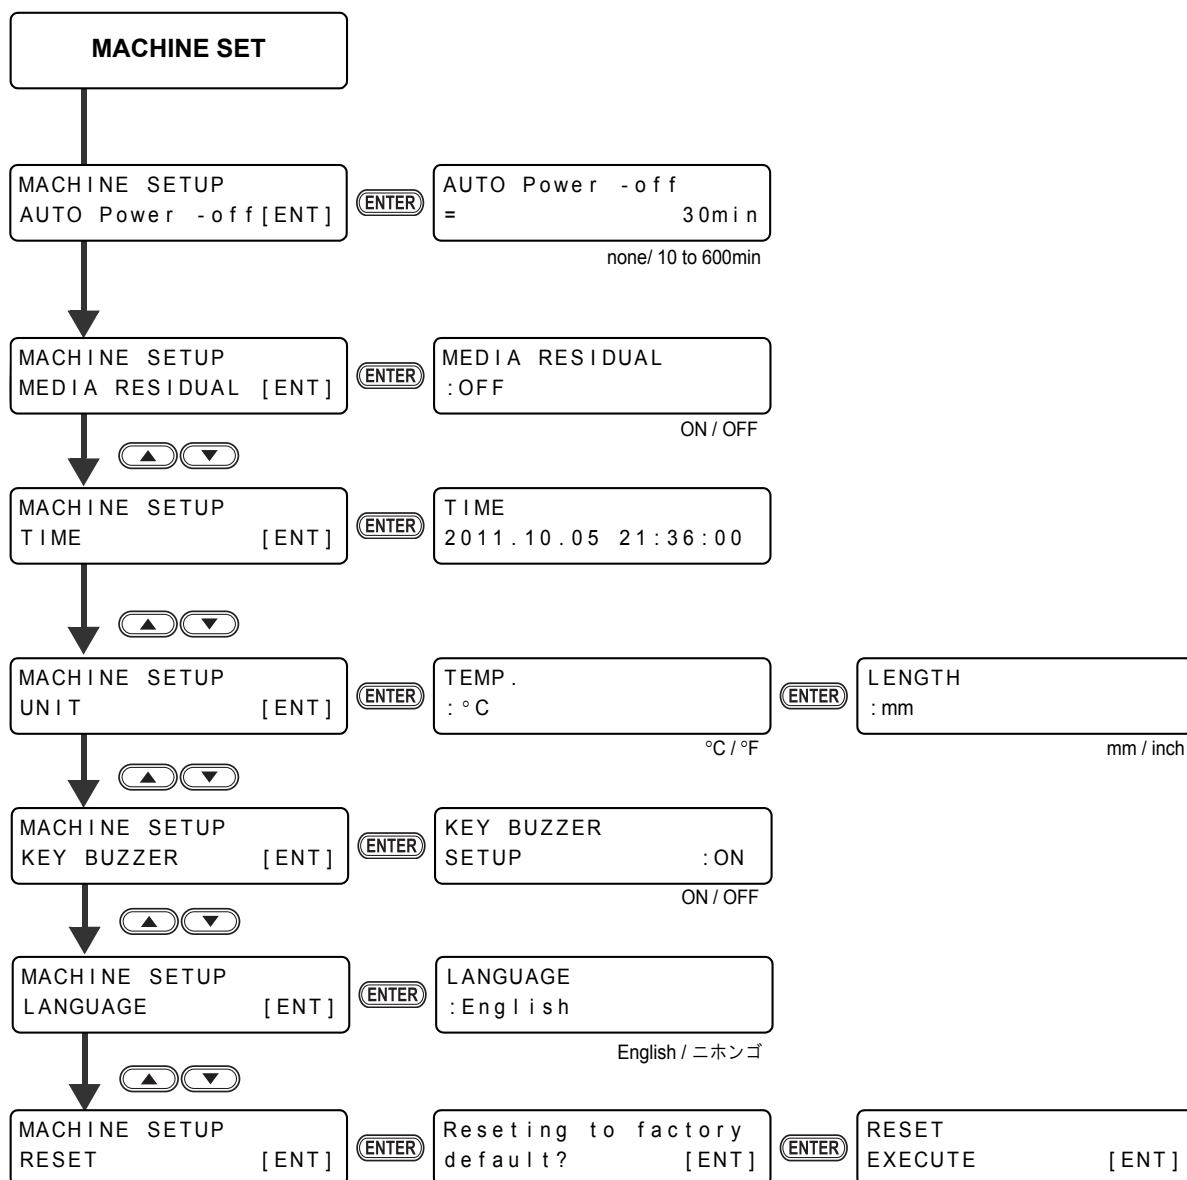 MACHINE SET
MACHINE SETUP
AUTO Power -off[ENT]
ENTER
AUTO Power -off
= 30min
none/ 10 to 600min
MACHINE SETUP
MEDIA RESIDUAL [ENT]
ENTER
MEDIA RESIDUAL
:OFF
ON / OFF
MACHINE SETUP
TIME [ENT]
ENTER
TIME
2011.10.05 21:36:00
MACHINE SETUP
UNIT [ENT]
ENTER
TEMP.
:°C
°C / °F
ENTER
LENGTH
:mm
mm / inch
MACHINE SETUP
KEY BUZZER [ENT]
ENTER
KEY BUZZER
SETUP :ON
ON / OFF
MACHINE SETUP
LANGUAGE [ENT]
ENTER
LANGUAGE
:English
English / ニホンゴ
MACHINE SETUP
RESET [ENT]
ENTER
Reseting to factory
default? [ENT]
ENTER
RESET
EXECUTE [ENT]